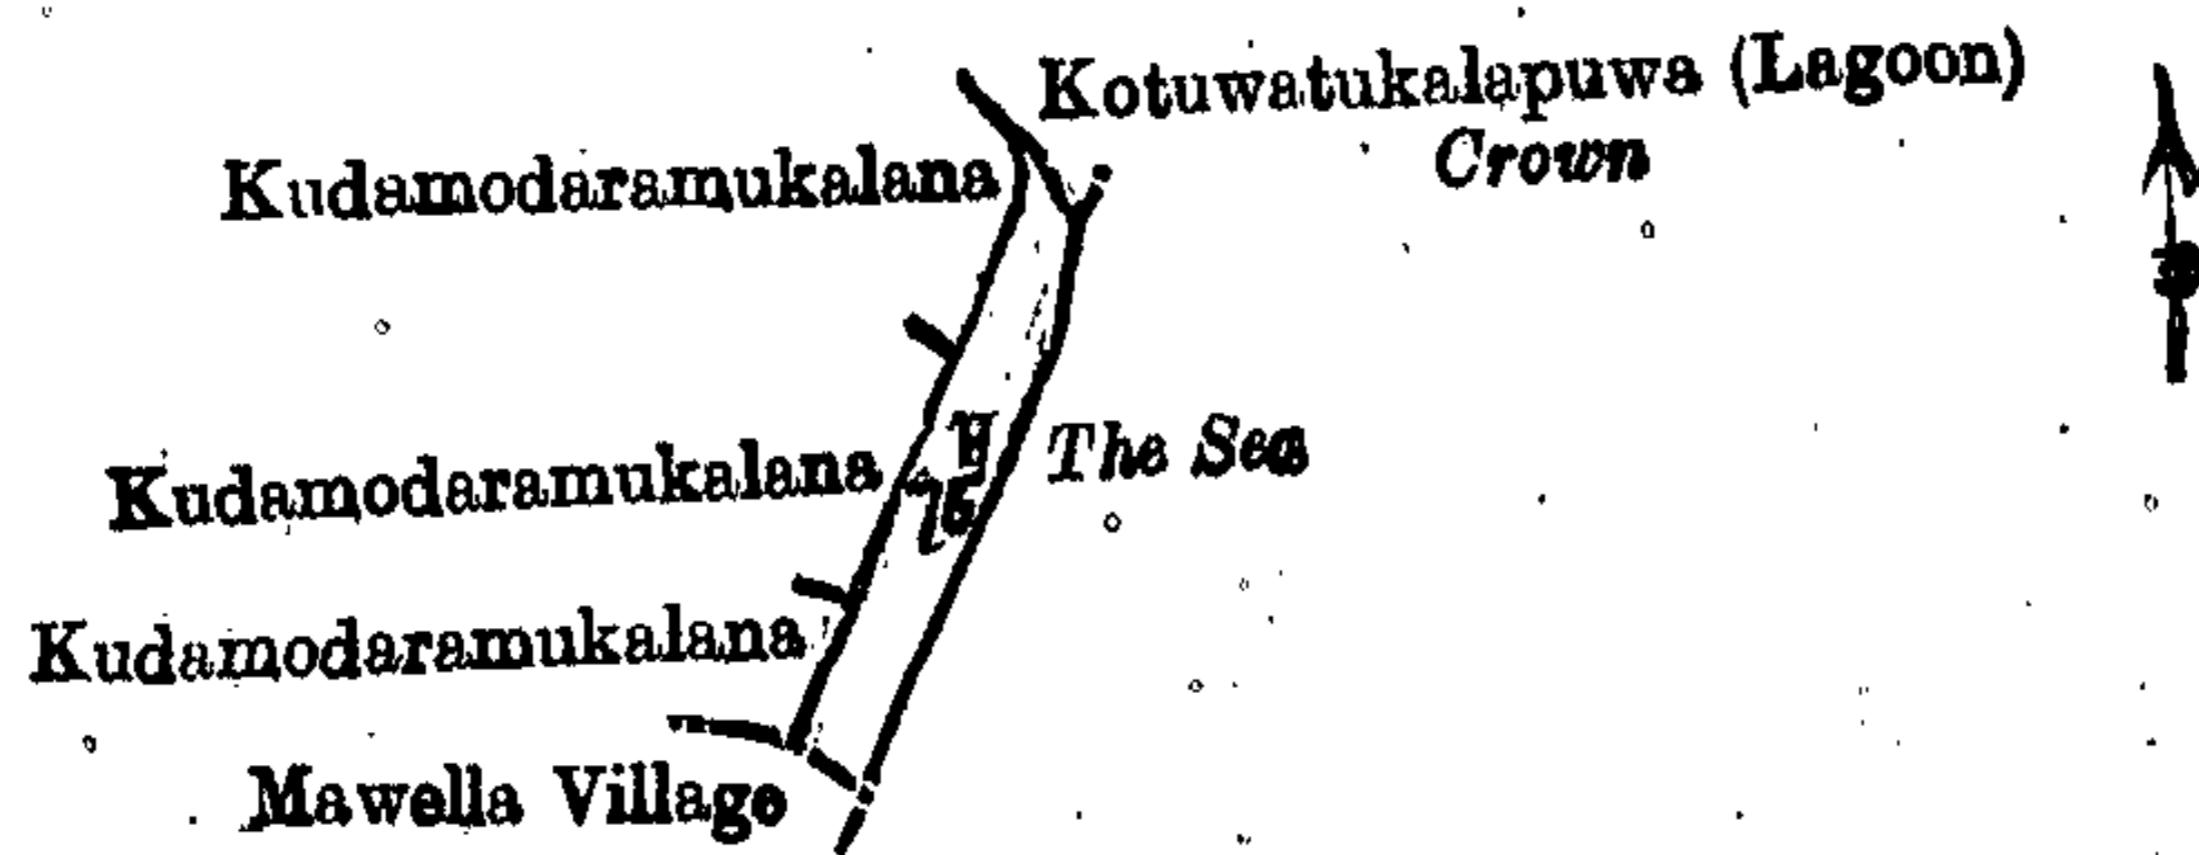 Kotuwatukalapuwa (Lagoon)
Crown
Kudamodaramukalana
Kudamodaramukalana
The Sea
Kudamodaramukalana
Mawella Village